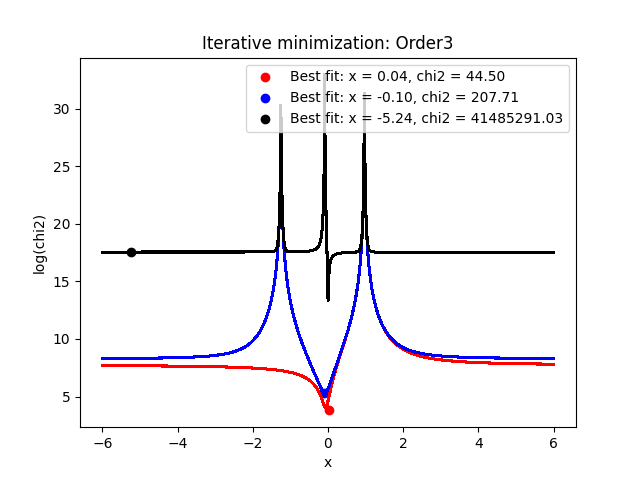 Iterative minimization: Order3
Best fit: x = 0.04, chi2 = 44.50
Best fit: x = -0.10, chi2 = 207.71
Best fit: x = -5.24, chi2 = 41485291.03
log(chi2)
30
25
20
15
10
5
−6 −4 −2 0 2 4 6
x